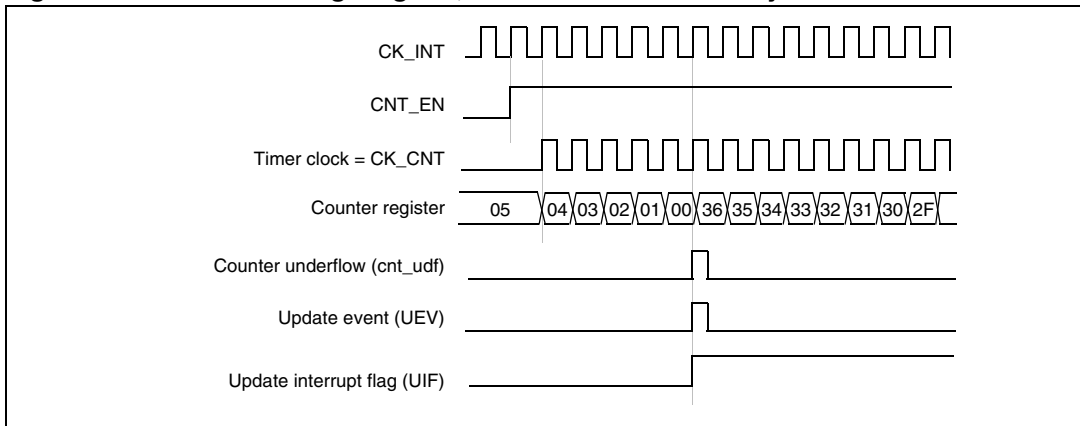 CK_INT
CNT_EN
Timer clock = CK_CNT
Counter register 05 04 03 02 01 00 36 35 34 33 32 31 30 2F
Counter underflow (cnt_udf)
Update event (UEV)
Update interrupt flag (UIF)